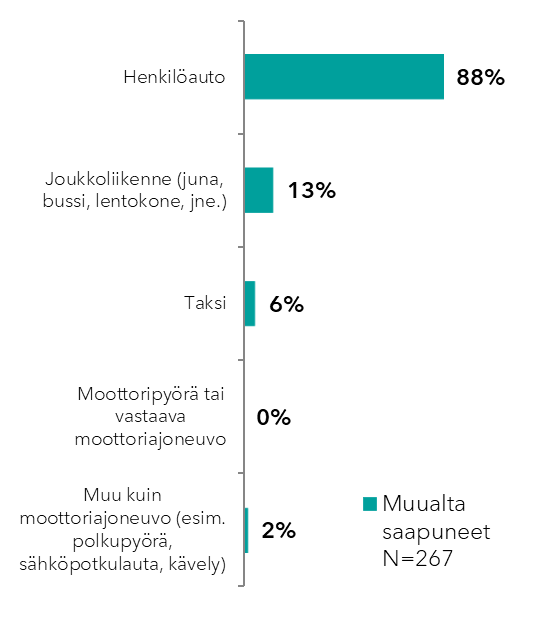 Henkilöauto
88%
Joukkoliikenne (juna,
bussi, lentokone, jne.)
13%
Taksi
6%
Moottoripyörä tai
vastaava
moottoriajoneuvo
0%
Muu kuin
moottoriajoneuvo (esim.
polkupyörä,
sähköpotkulauta, kävely)
2%
Muualta
saapuneet
N=267